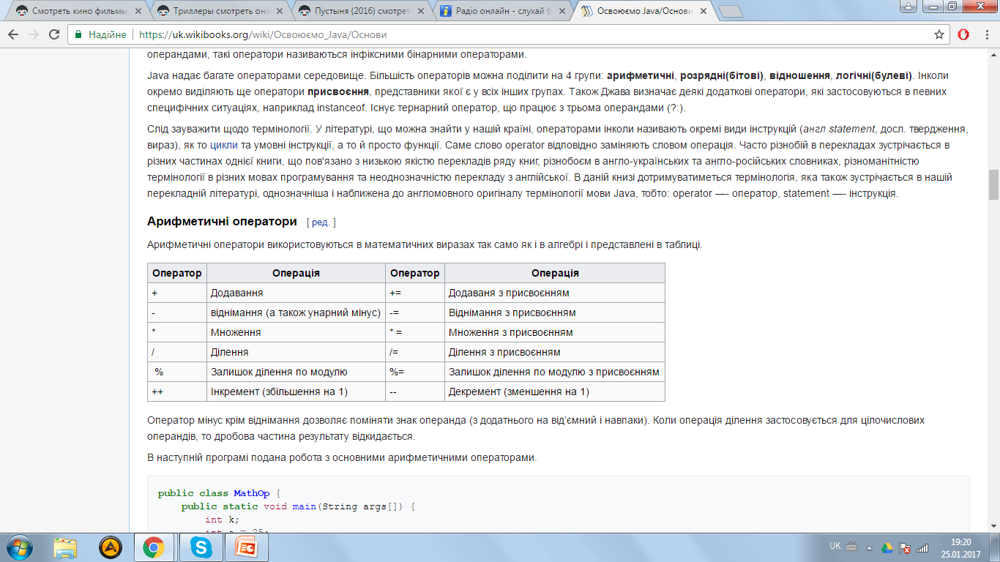 Смотреть кино фильмы
Триллеры смотреть онл
Пустыня (2016) смотрет
Радіо онлайн - слухай б
Освоюємо Java/Основи
Надійне
https://uk.wikibooks.org/wiki/Освоюємо_Java/Основи
операндами, такі оператори називаються інфіксними бінарними операторами.
Java надає багате операторами середовище. Більшість операторів можна поділити на 4 групи: арифметичні, розрядні(бітові), відношення, логічні(булеві). Інколи
окремо виділяють ще оператори присвоєння, представники якої є у всіх інших групах. Також Джава визначає деякі додаткові оператори, які застосовуються в певних
специфічних ситуаціях, наприклад instanceof. Існує тернарний оператор, що працює з трьома операндами (?:).
Слід зауважити щодо термінології. У літературі, що можна знайти у нашій країні, операторами інколи називають окремі види інструкцій (англ statement, досл. твердження,
вираз), як то цикли та умовні інструкції, а то й просто функції. Саме слово operator відповідно заміняють словом операція. Часто різнобій в перекладах зустрічається в
різних частинах однієї книги, що пов'язано з низькою якістю перекладів ряду книг, різнобоєм в англо-українських та англо-російських словниках, різноманітністю
термінології в різних мовах програмування та неоднозначністю перекладу з англійської. В даній книзі дотримуватиметься термінологія, яка також зустрічається в нашій
перекладній літературі, однозначніша і наближена до англомовного оригіналу термінології мови Java, тобто: operator —- оператор, statement —- інструкція.
Арифметичні оператори [ ред. ]
Арифметичні оператори використовуються в математичних виразах так само як і в алгебрі і представлені в таблиці.
Оператор Операція Оператор Операція
+ Додавання += Додаваня з присвоєнням
- віднімання (а також унарний мінус) -= Віднімання з присвоєнням
* Множення * = Множення з присвоєнням
/ Ділення /= Ділення з присвоєнням
% Залишок ділення по модулю %= Залишок ділення по модулю з присвоєнням
++ Інкремент (збільшення на 1) -- Декремент (зменшення на 1)
Оператор мінус крім віднімання дозволяє поміняти знак операнда (з додатнього на від’ємний і навпаки). Коли операція ділення застосовується для цілочислових
операндів, то дробова частина результату відкидається.
В наступній програмі подана робота з основними арифметичними операторами.
public class MathOp {
public static void main(String args[]) {
int k;
int a = 25;
UK
19:20
25.01.2017